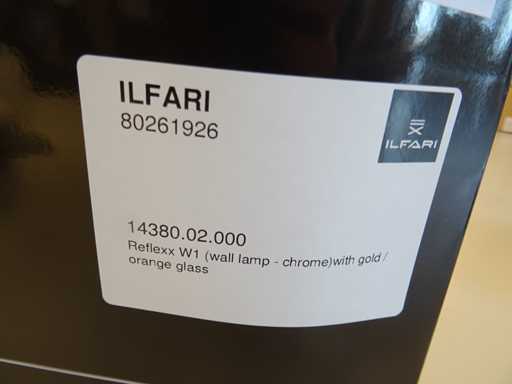 ILFARI
80261926
ILFARI
14380.02.000
Reflexx W1 (wall lamp - chrome)with gold /
orange glass